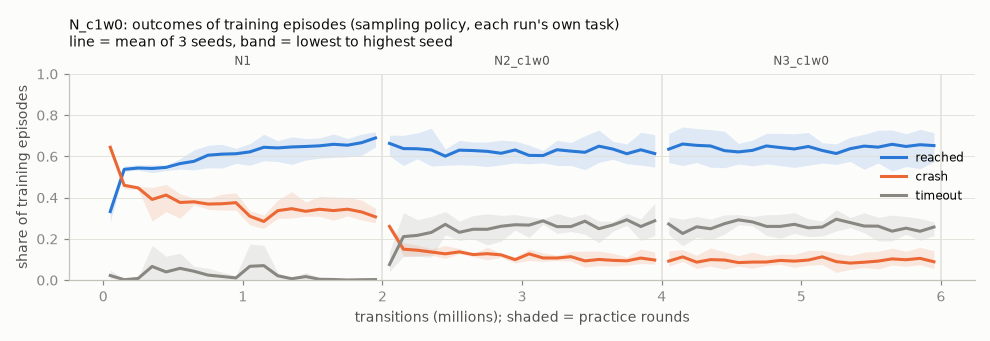 N_c1w0: outcomes of training episodes (sampling policy, each run's own task)
line = mean of 3 seeds, band = lowest to highest seed
N1
N2_c1w0
N3_c1w0
share of training episodes
1.0
0.8
0.6
0.4
0.2
0.0
reached
crash
timeout
0
1
2
3
4
5
6
transitions (millions); shaded = practice rounds